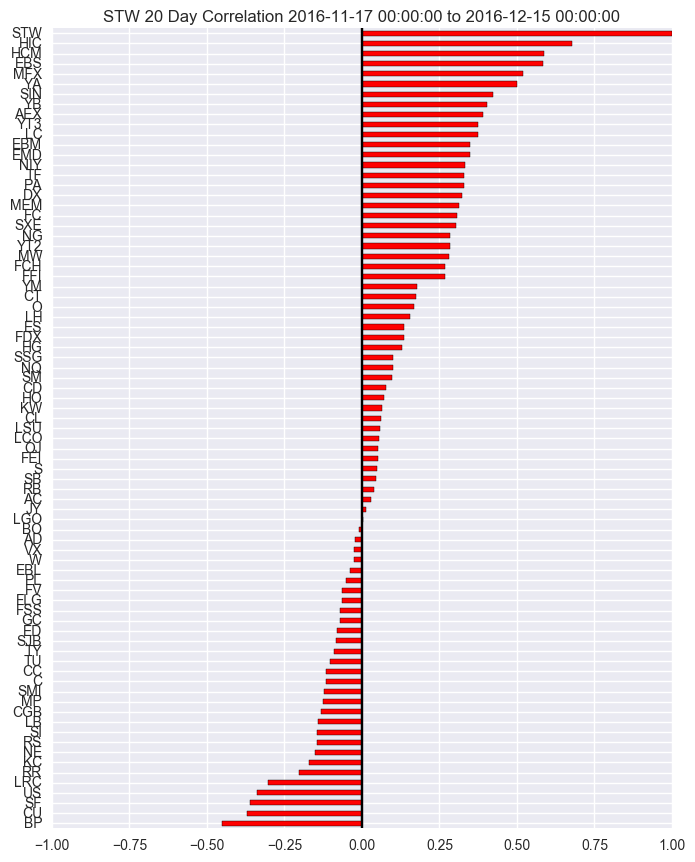 STW 20 Day Correlation 2016-11-17 00:00:00 to 2016-12-15 00:00:00
STW
HIC
HCM
EBS
MFX
YA
SIN
YB
AEX
YT3
LC
EBM
EMD
NIY
TF
PA
DX
MEM
FC
SXE
NG
YT2
MW
FCH
FFI
YM
CT
O
LH
ES
FDX
HG
SSG
NQ
SM
CD
HO
KW
CL
LSU
LCO
OJ
FEI
S
SB
RB
AC
JY
LGO
BO
AD
VX
W
EBL
PL
FV
FLG
FSS
GC
ED
SJB
TY
TU
CC
C
SMI
MP
CGB
LB
SI
RS
NE
KC
RR
LRC
US
SF
CU
BP
−1.00 −0.75 −0.50 −0.25 0.00 0.25 0.50 0.75 1.00